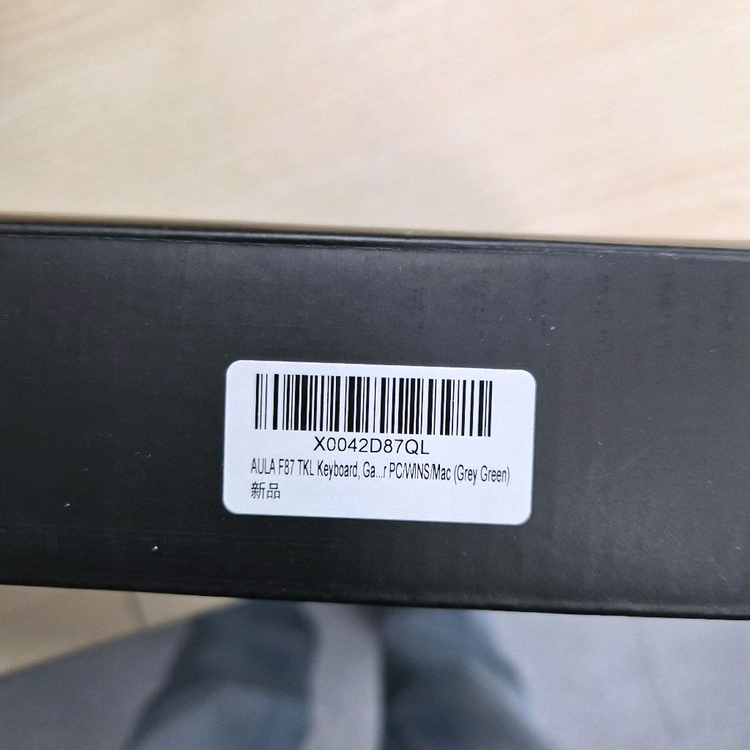 X0042D87QL
AULA F87 TKL Keyboard, Ga...r PC/WINS/Mac (Grey Green)
新品